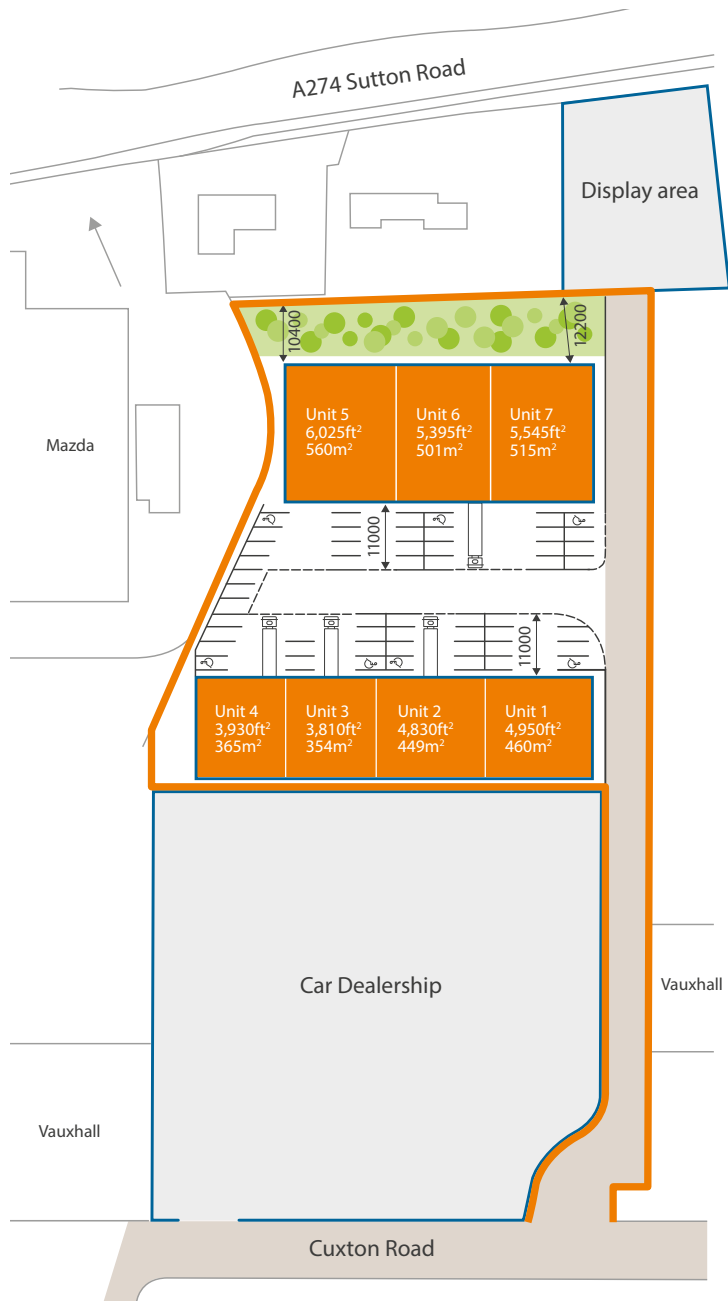 A274 Sutton Road
Display area
10400
12200
Unit 5
6,025ft²
560m²
Unit 6
5,395ft²
501m²
Unit 7
5,545ft²
515m²
Mazda
11000
11000
Unit 4
3,930ft²
365m²
Unit 3
3,810ft²
354m²
Unit 2
4,830ft²
449m²
Unit 1
4,950ft²
460m²
Car Dealership
Vauxhall
Vauxhall
Cuxton Road